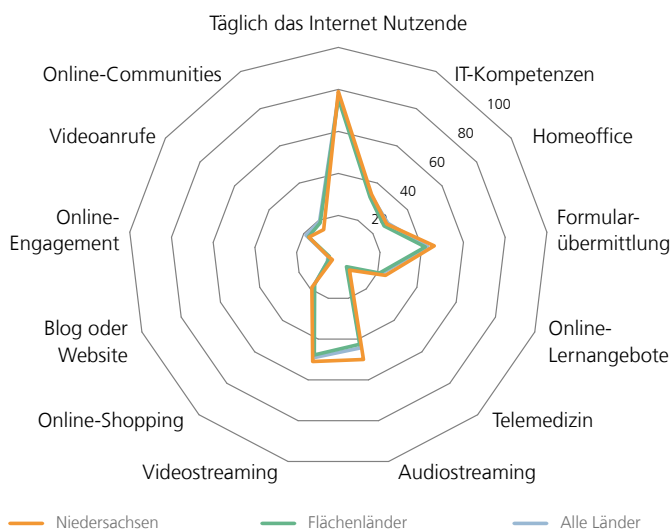 Täglich das Internet Nutzende
Online-Communities
IT-Kompetenzen
Videoanrufe
Homeoffice
100
80
60
40
20
Online-
Engagement
Formular-
übermittlung
Blog oder
Website
Online-
Lernangebote
Online-Shopping
Telemedizin
Videostreaming
Audiostreaming
Niedersachsen
Flächenländer
Alle Länder